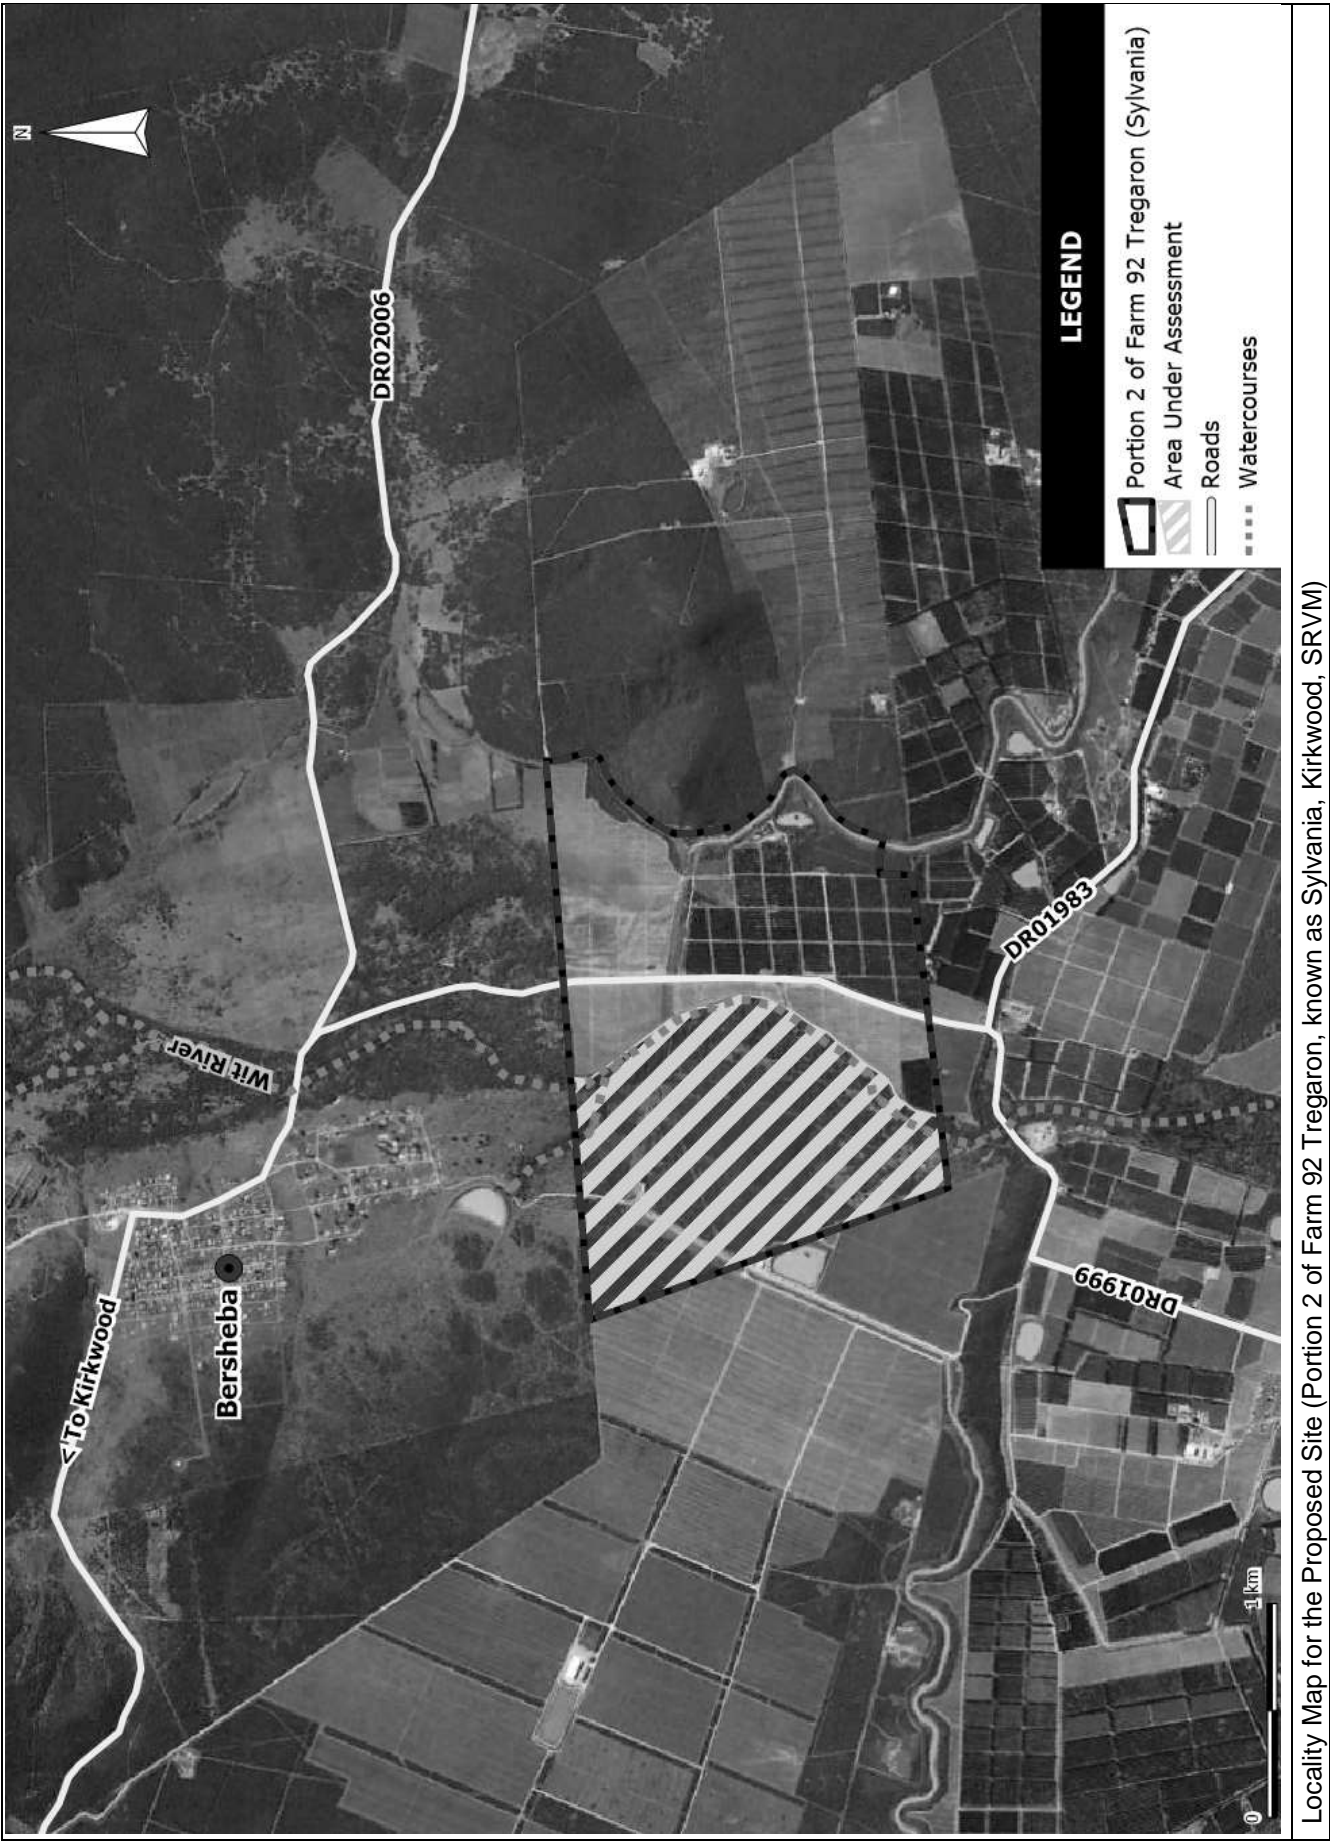 N
DR02006
Wit River
< To Kirkwood
Bersheba
DR01983
DR01999
0 1 km
LEGEND
Portion 2 of Farm 92 Tregaron (Sylvania)
Area Under Assessment
Roads
Watercourses
Locality Map for the Proposed Site (Portion 2 of Farm 92 Tregaron, known as Sylvania, Kirkwood, SRVM)